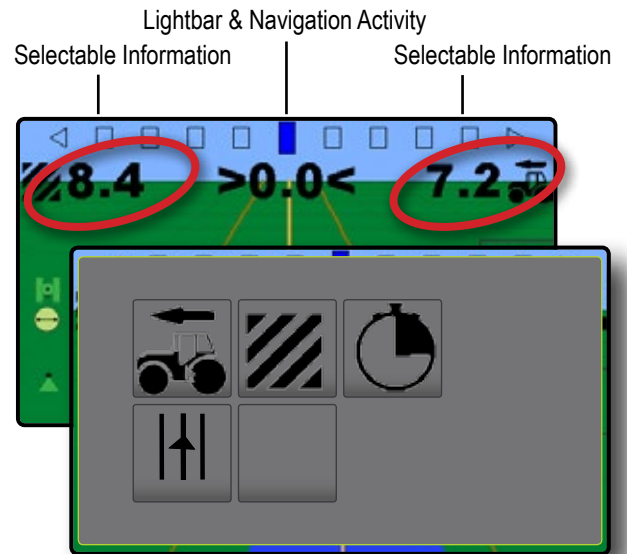 Lightbar & Navigation Activity
Selectable Information Selectable Information
8.4 >0.0< 7.2